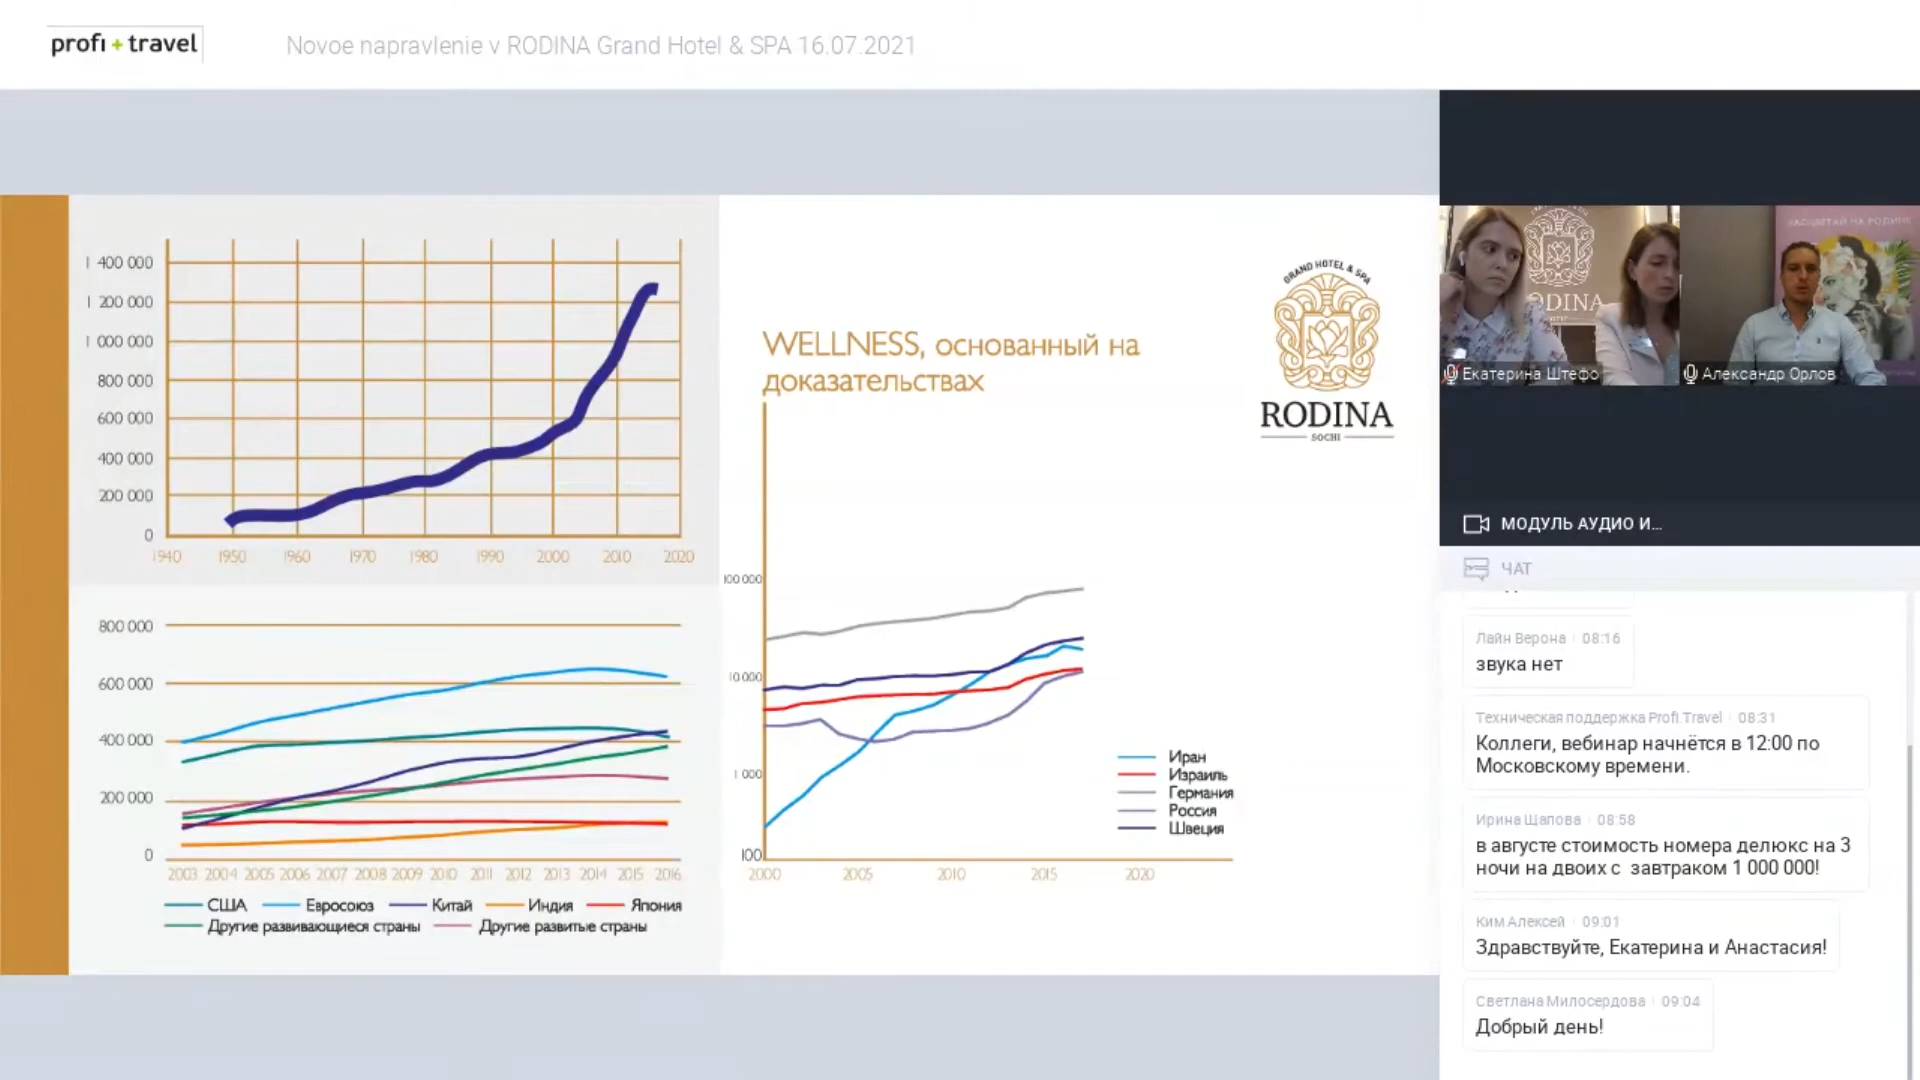 profi + travel
Novoe napravlenie v RODINA Grand Hotel & SPA 16.07.2021
1 400 000
1 200 000
1 000 000
800 000
600 000
400 000
200 000
0
1940 1950 1960 1970 1980 1990 2000 2010 2020
800 000
600 000
400 000
200 000
0
2003 2004 2005 2006 2007 2008 2009 2010 2011 2012 2013 2014 2015 2016
США Евросоюз Китай Индия Япония
Другие развивающиеся страны Другие развитые страны
WELLNESS, основанный на
доказательствах
100 000
10 000
1 000
100
2000 2005 2010 2015 2020
Иран
Израиль
Германия
Россия
Швеция
GRAND HOTEL & SPA
RODINA
SOCHI
RODINA
НА РОДИНЕ
Екатерина Штефо
Александр Орлов
МОДУЛЬ АУДИО И...
ЧАТ
Лайн Верона 08:16
звука нет
Техническая поддержка Profi.Travel 08:31
Коллеги, вебинар начнётся в 12:00 по
Московскому времени.
Ирина Шапова 08:58
в августе стоимость номера делюкс на 3
ночи на двоих с завтраком 1 000 000!
Ким Алексей 09:01
Здравствуйте, Екатерина и Анастасия!
Светлана Милосердова 09:04
Добрый день!